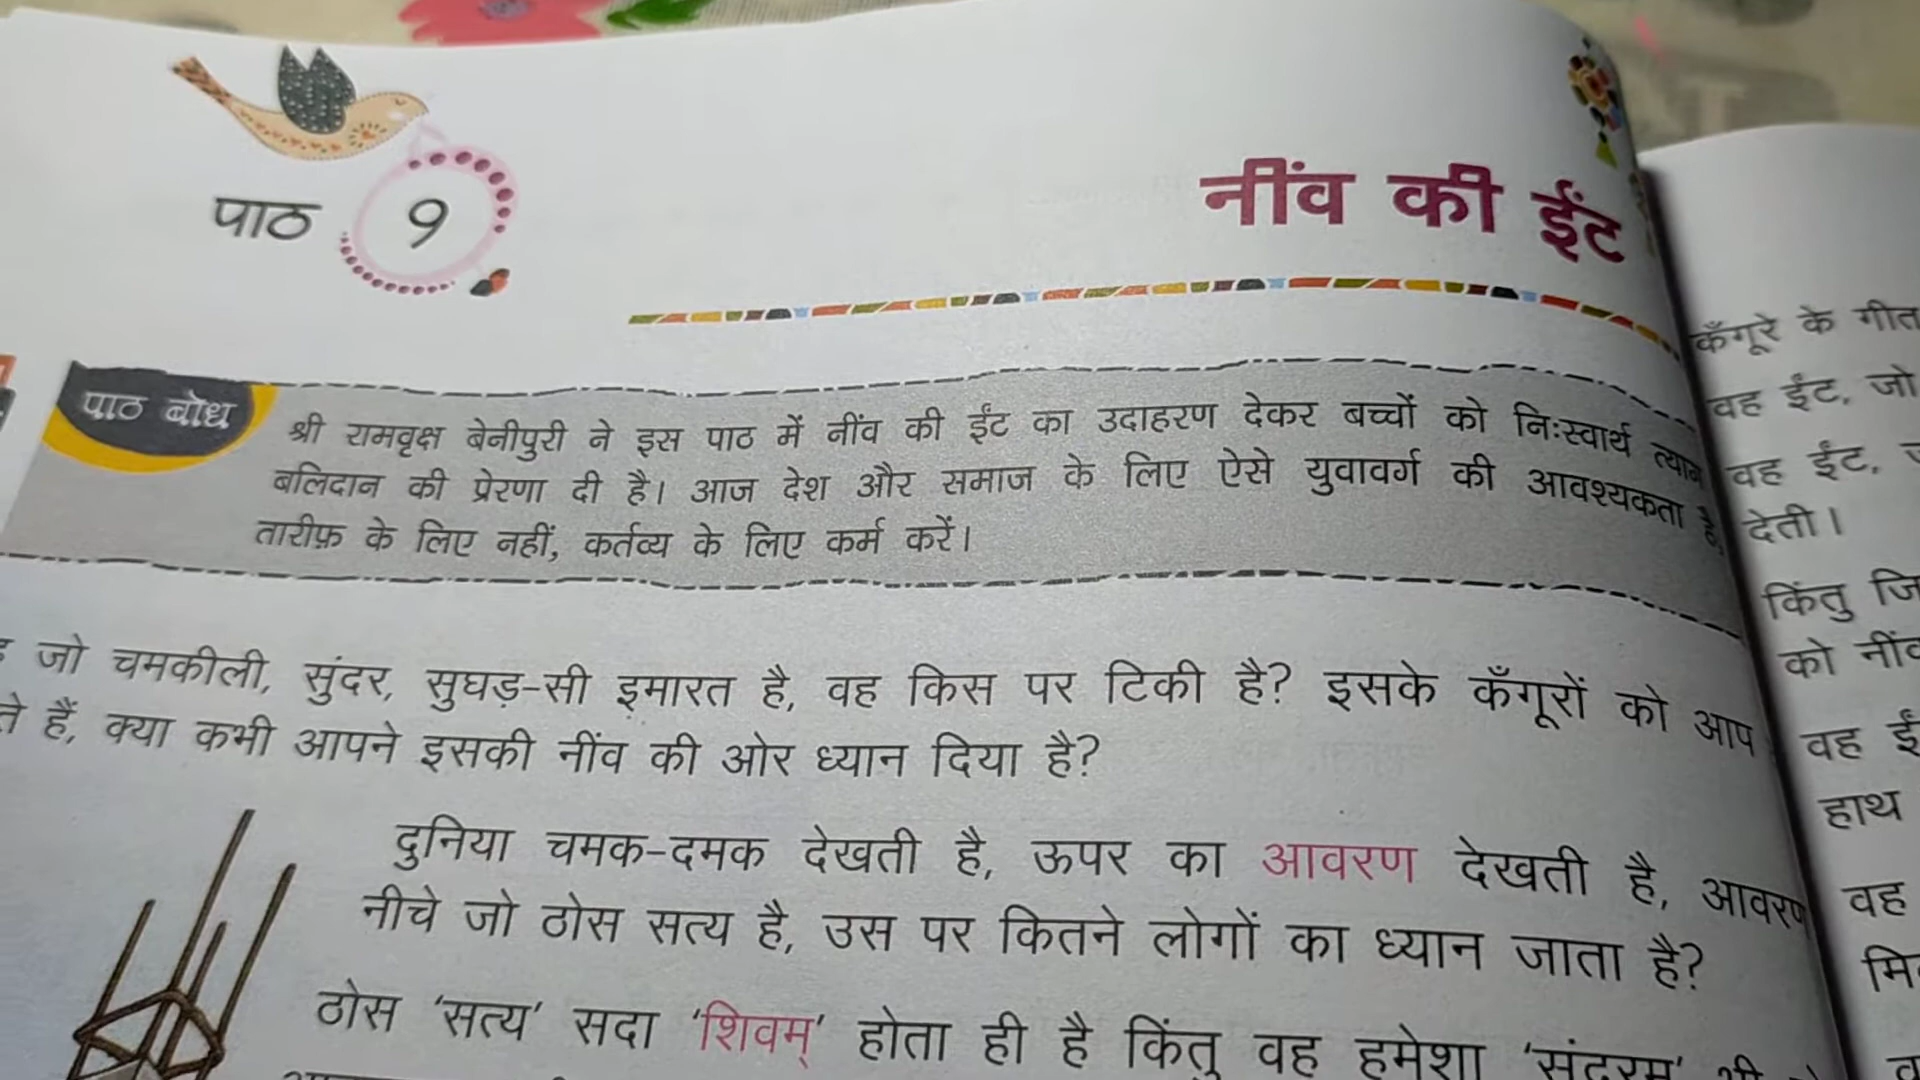 पाठ 9
नींव की ईंट
पाठ बोध
श्री रामवृक्ष बेनीपुरी ने इस पाठ में नींव की ईंट का उदाहरण देकर बच्चों को निःस्वार्थ त्याग
बलिदान की प्रेरणा दी है। आज देश और समाज के लिए ऐसे युवावर्ग की आवश्यकता है,
तारीफ़ के लिए नहीं, कर्तव्य के लिए कर्म करें।
जो चमकीली, सुंदर, सुघड़-सी इमारत है, वह किस पर टिकी है? इसके कँगूरों को आप
हैं, क्या कभी आपने इसकी नींव की ओर ध्यान दिया है?
दुनिया चमक-दमक देखती है, ऊपर का आवरण देखती है, आवरण
नीचे जो ठोस सत्य है, उस पर कितने लोगों का ध्यान जाता है?
ठोस 'सत्य' सदा 'शिवम्' होता ही है किंतु वह हमेशा
कँगूरे के गीत
वह ईंट, जो
वह ईंट,
देती।
किंतु
को
वह
हाथ
वह